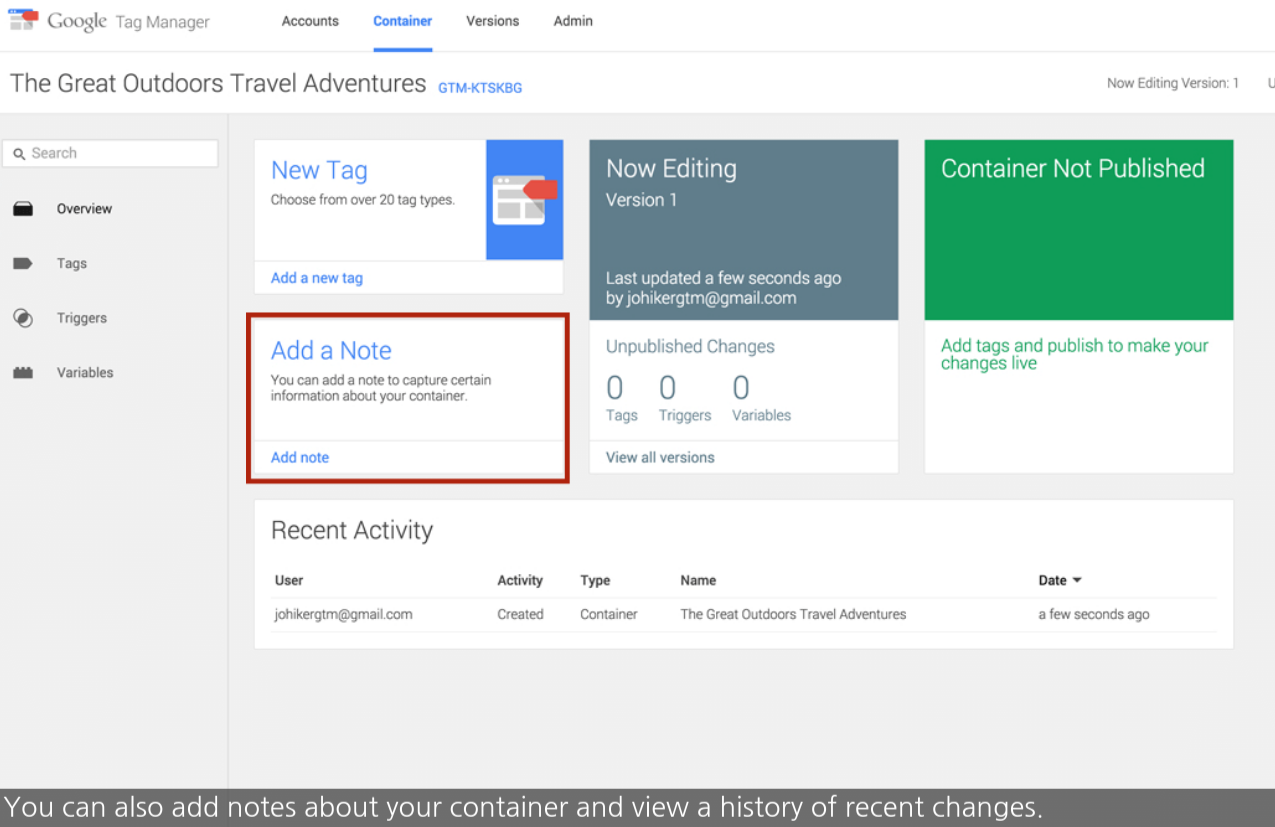 Google Tag Manager
Accounts Container Versions Admin
The Great Outdoors Travel Adventures GTM-KTSKBG
Now Editing Version: 1
Search
Overview
Tags
Triggers
Variables
New Tag
Choose from over 20 tag types.
Add a new tag
Add a Note
You can add a note to capture certain
information about your container.
Add note
Now Editing
Version 1
Last updated a few seconds ago
by johikergtm@gmail.com
Unpublished Changes
0 0 0
Tags Triggers Variables
View all versions
Container Not Published
Add tags and publish to make your
changes live
Recent Activity
User Activity Type Name Date
johikergtm@gmail.com Created Container The Great Outdoors Travel Adventures a few seconds ago
You can also add notes about your container and view a history of recent changes.